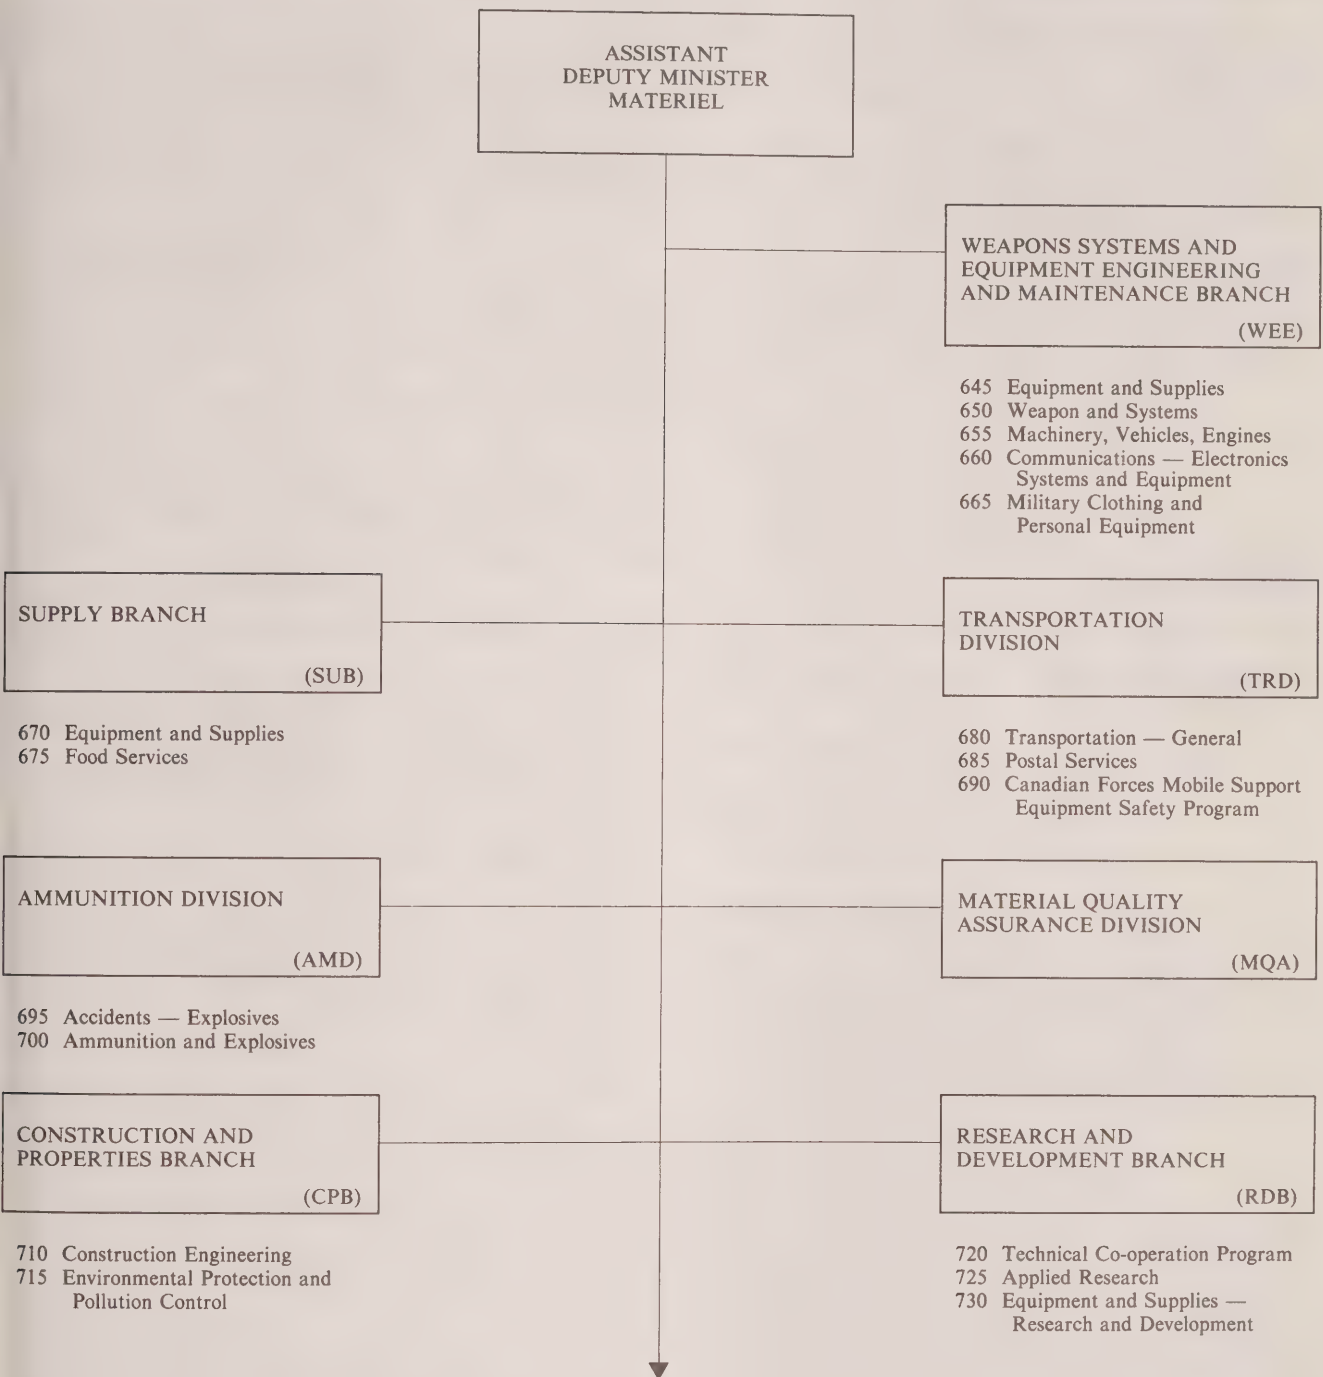 ASSISTANT
DEPUTY MINISTER
MATERIEL
WEAPONS SYSTEMS AND
EQUIPMENT ENGINEERING
AND MAINTENANCE BRANCH
(WEE)
645 Equipment and Supplies
650 Weapon and Systems
655 Machinery, Vehicles, Engines
660 Communications — Electronics
Systems and Equipment
665 Military Clothing and
Personal Equipment
SUPPLY BRANCH
(SUB)
670 Equipment and Supplies
675 Food Services
TRANSPORTATION
DIVISION
(TRD)
680 Transportation — General
685 Postal Services
690 Canadian Forces Mobile Support
Equipment Safety Program
AMMUNITION DIVISION
(AMD)
695 Accidents — Explosives
700 Ammunition and Explosives
MATERIAL QUALITY
ASSURANCE DIVISION
(MQA)
CONSTRUCTION AND
PROPERTIES BRANCH
(CPB)
710 Construction Engineering
715 Environmental Protection and
Pollution Control
RESEARCH AND
DEVELOPMENT BRANCH
(RDB)
720 Technical Co-operation Program
725 Applied Research
730 Equipment and Supplies —
Research and Development